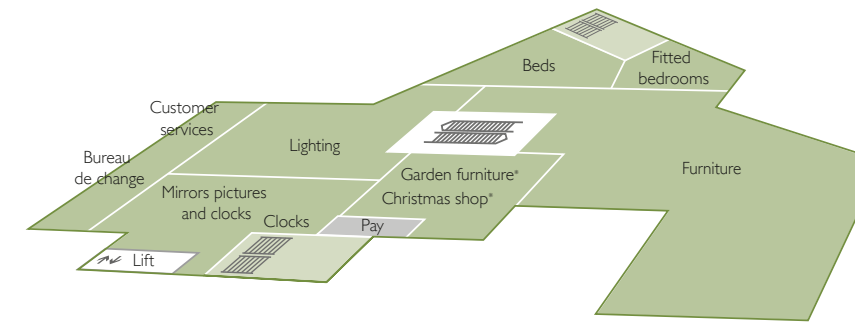 Beds
Fitted
bedrooms
Customer
services
Lighting
Bureau
de change
Garden furniture*
Christmas shop*
Furniture
Mirrors pictures
and clocks
Clocks
Pay
Lift